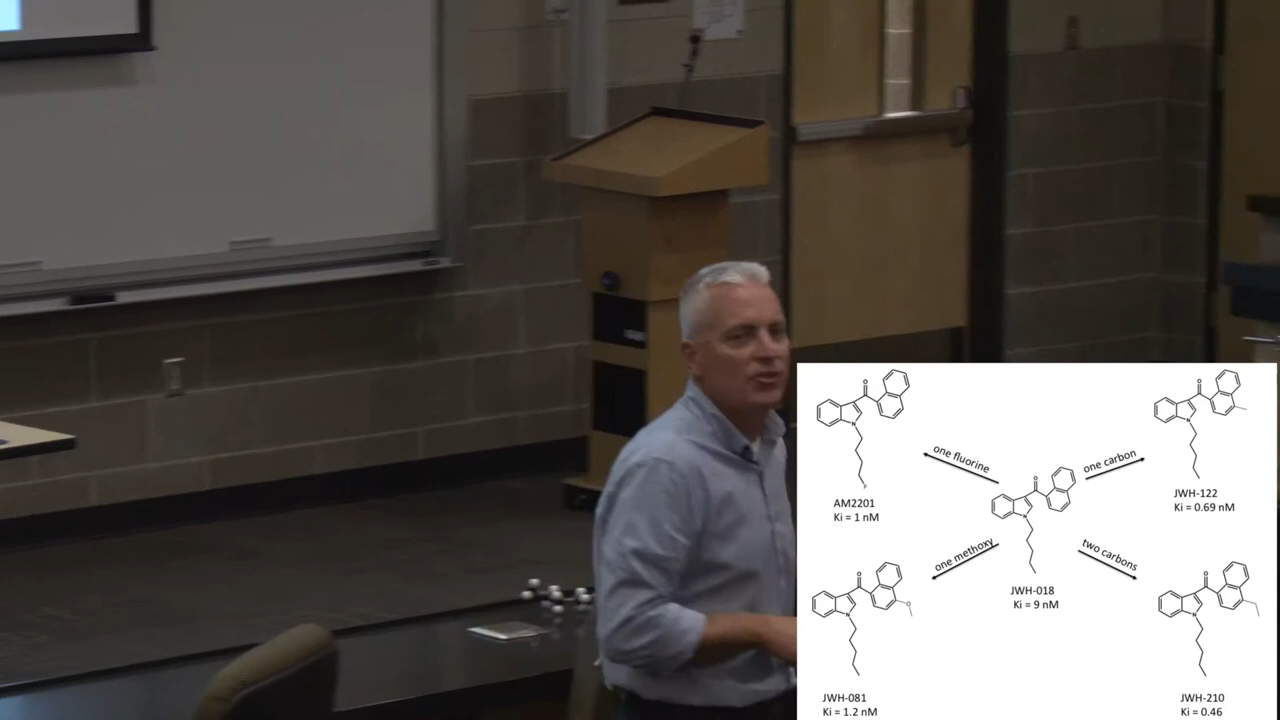 one fluorine
one carbon
AM2201
Ki = 1 nM
JWH-122
Ki = 0.69 nM
one methoxy
two carbons
JWH-018
Ki = 9 nM
JWH-081
Ki = 1.2 nM
JWH-210
Ki = 0.46